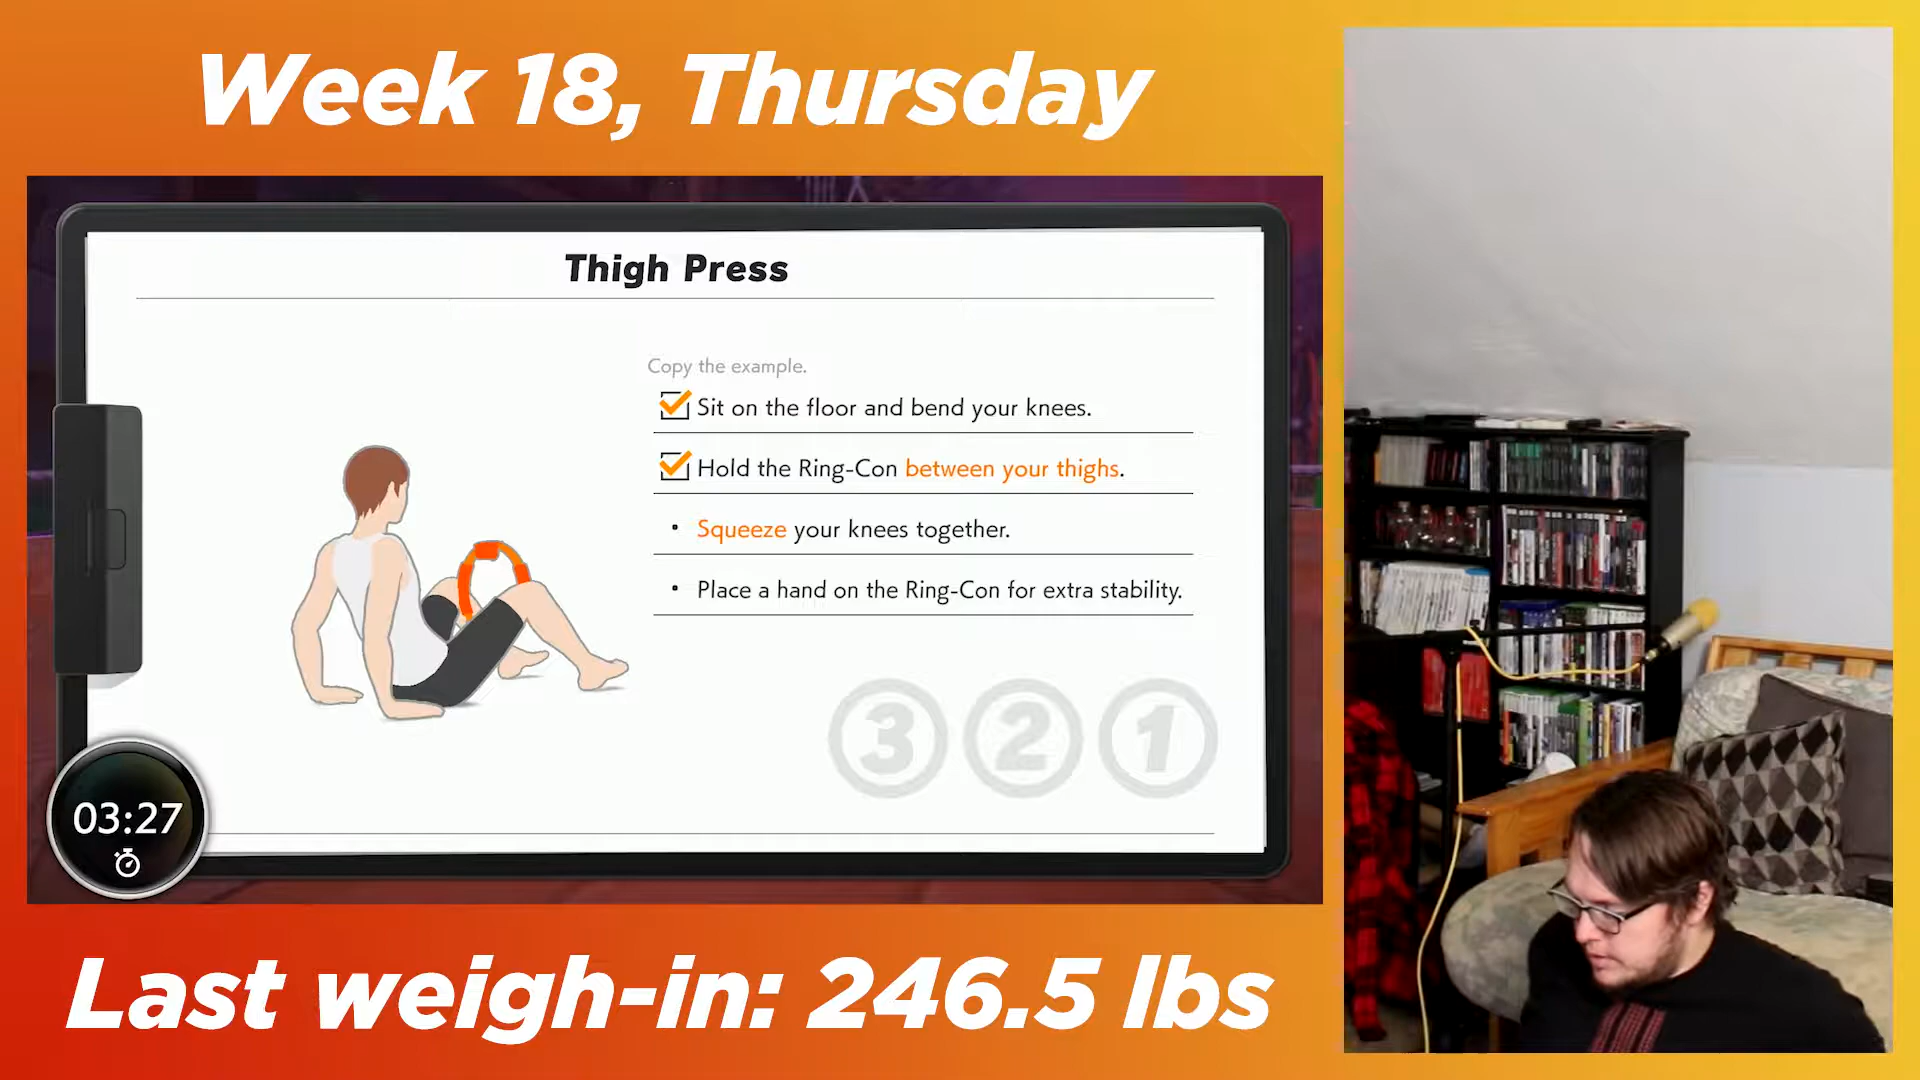 Week 18, Thursday
Thigh Press
Copy the example.
Sit on the floor and bend your knees.
Hold the Ring-Con between your thighs.
• Squeeze your knees together.
• Place a hand on the Ring-Con for extra stability.
3 2 1
03:27
Last weigh-in: 246.5 lbs